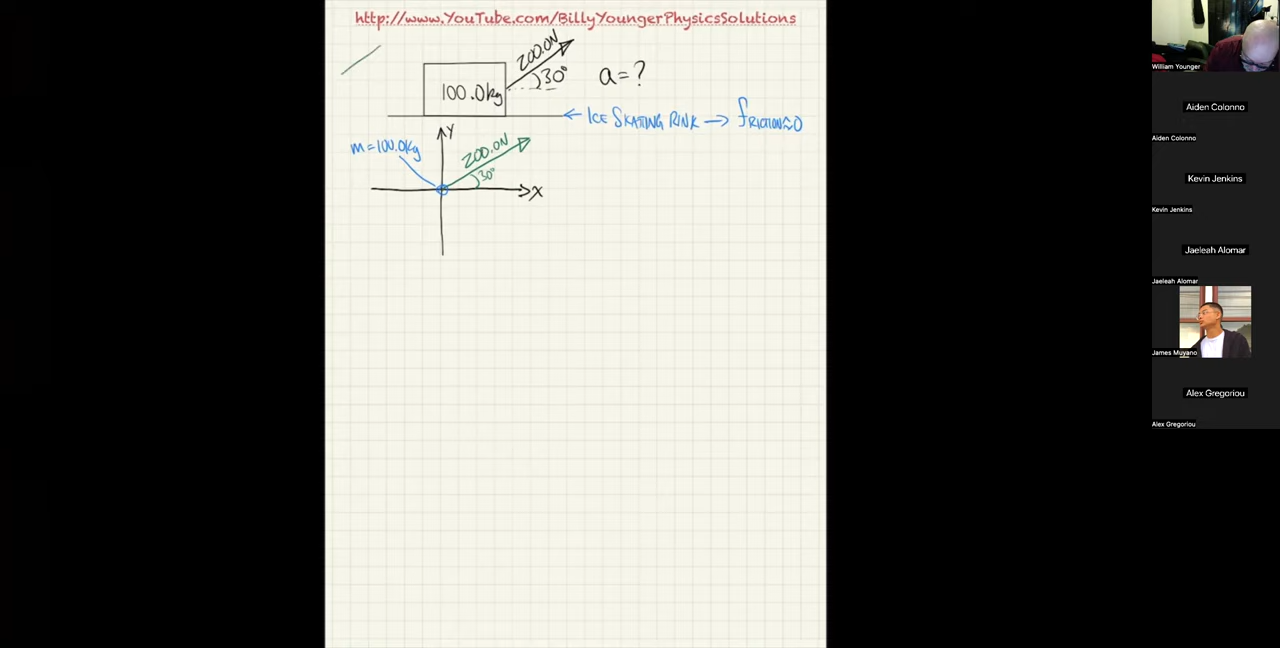 http://www.YouTube.com/BillyYoungerPhysicsSolutions
200.0N
30°
100.0kg
a=?
← ICE SKATING RINK → fFRICTION≈0
Y
m=100.0kg
200.0N
30°
X
William Younger
Aiden Colonno
Aiden Colonno
Kevin Jenkins
Kevin Jenkins
Jaeleah Alomar
Jaeleah Alomar
James Muyano
Alex Gregoriou
Alex Gregoriou